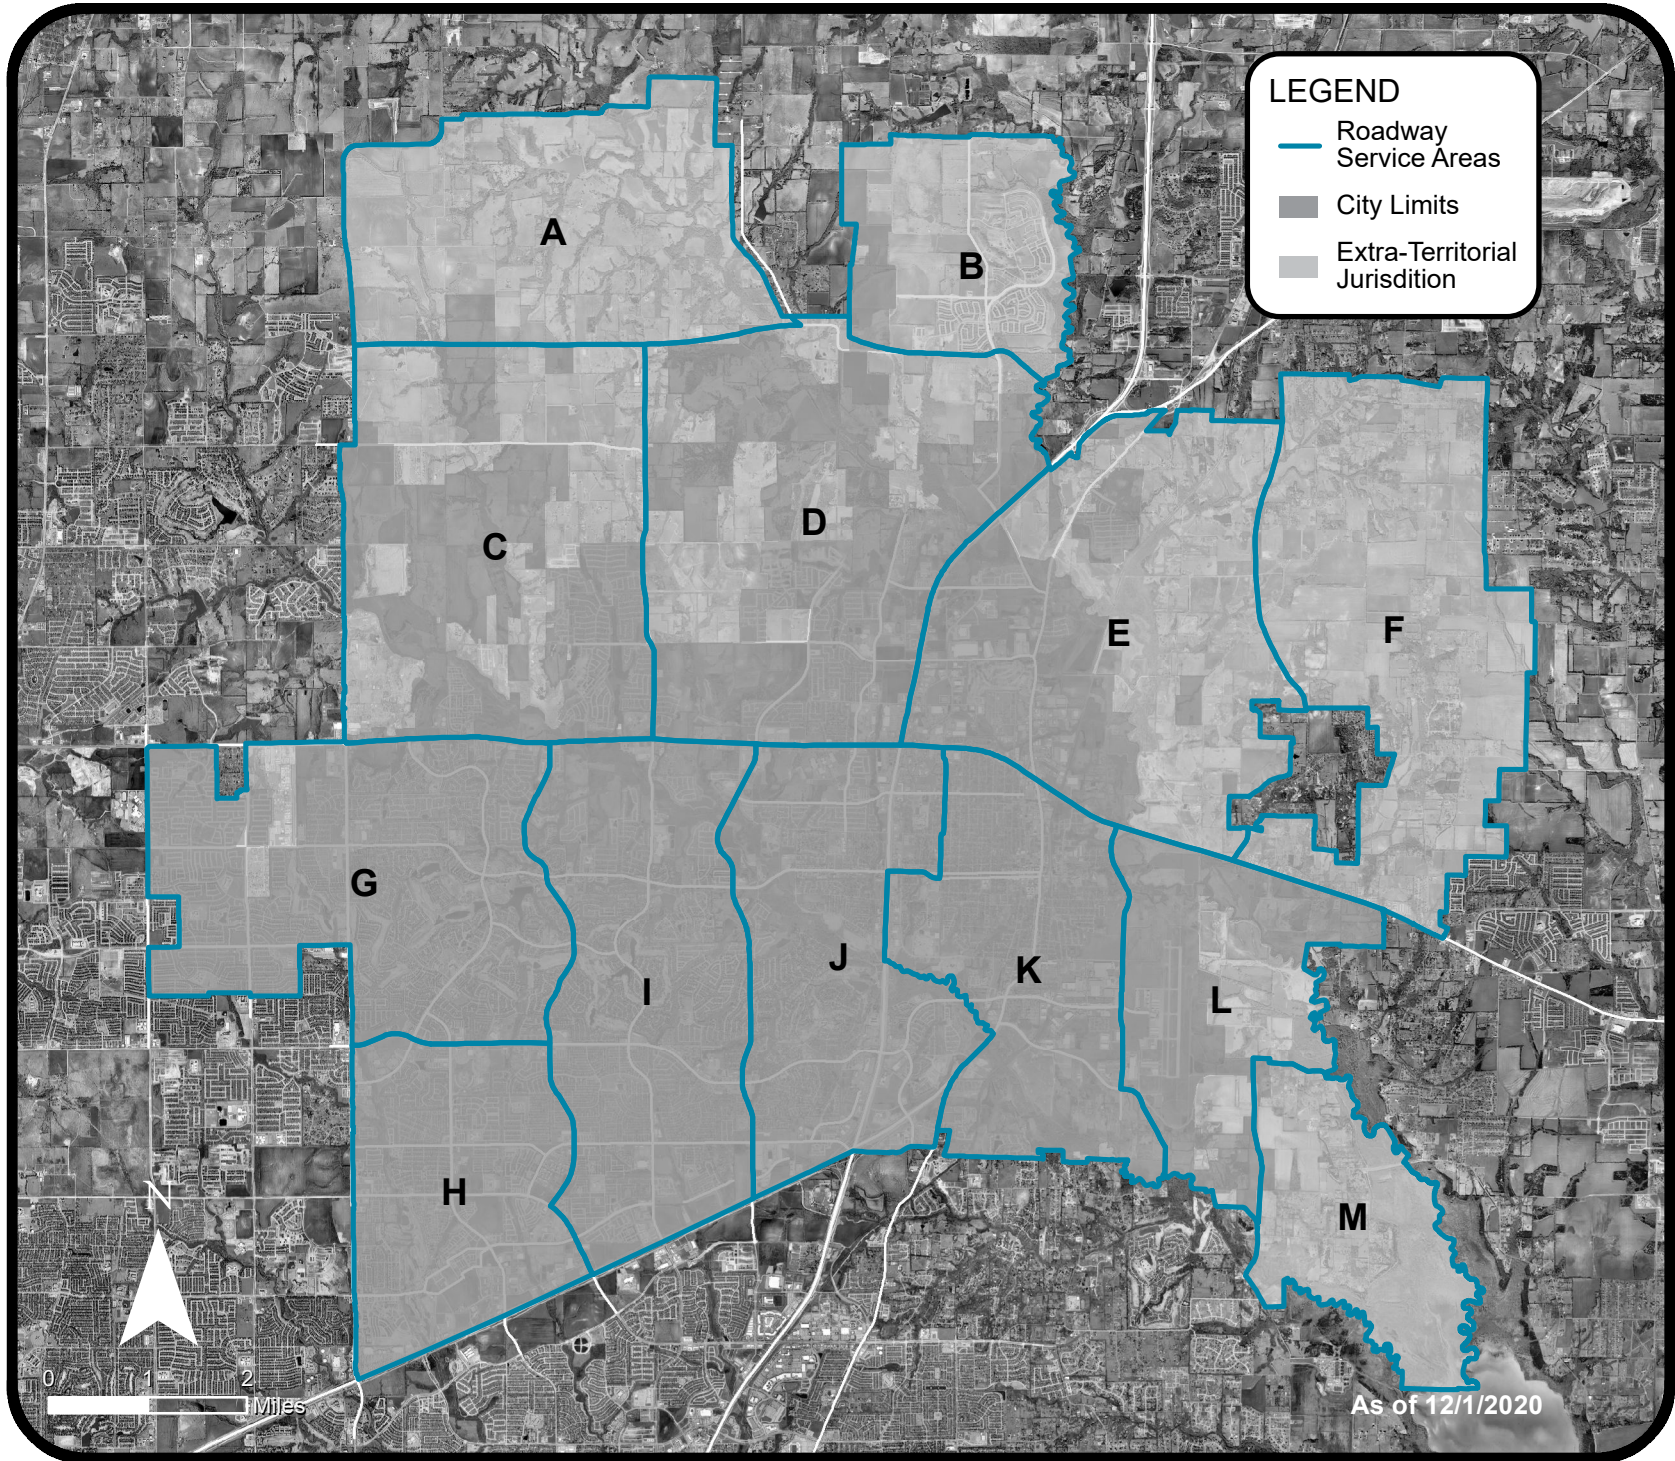 LEGEND
Roadway
Service Areas
City Limits
Extra-Territorial
Jurisdition
A
B
C
D
E
F
G
H
I
J
K
L
M
N
0 1 2
Miles
As of 12/1/2020